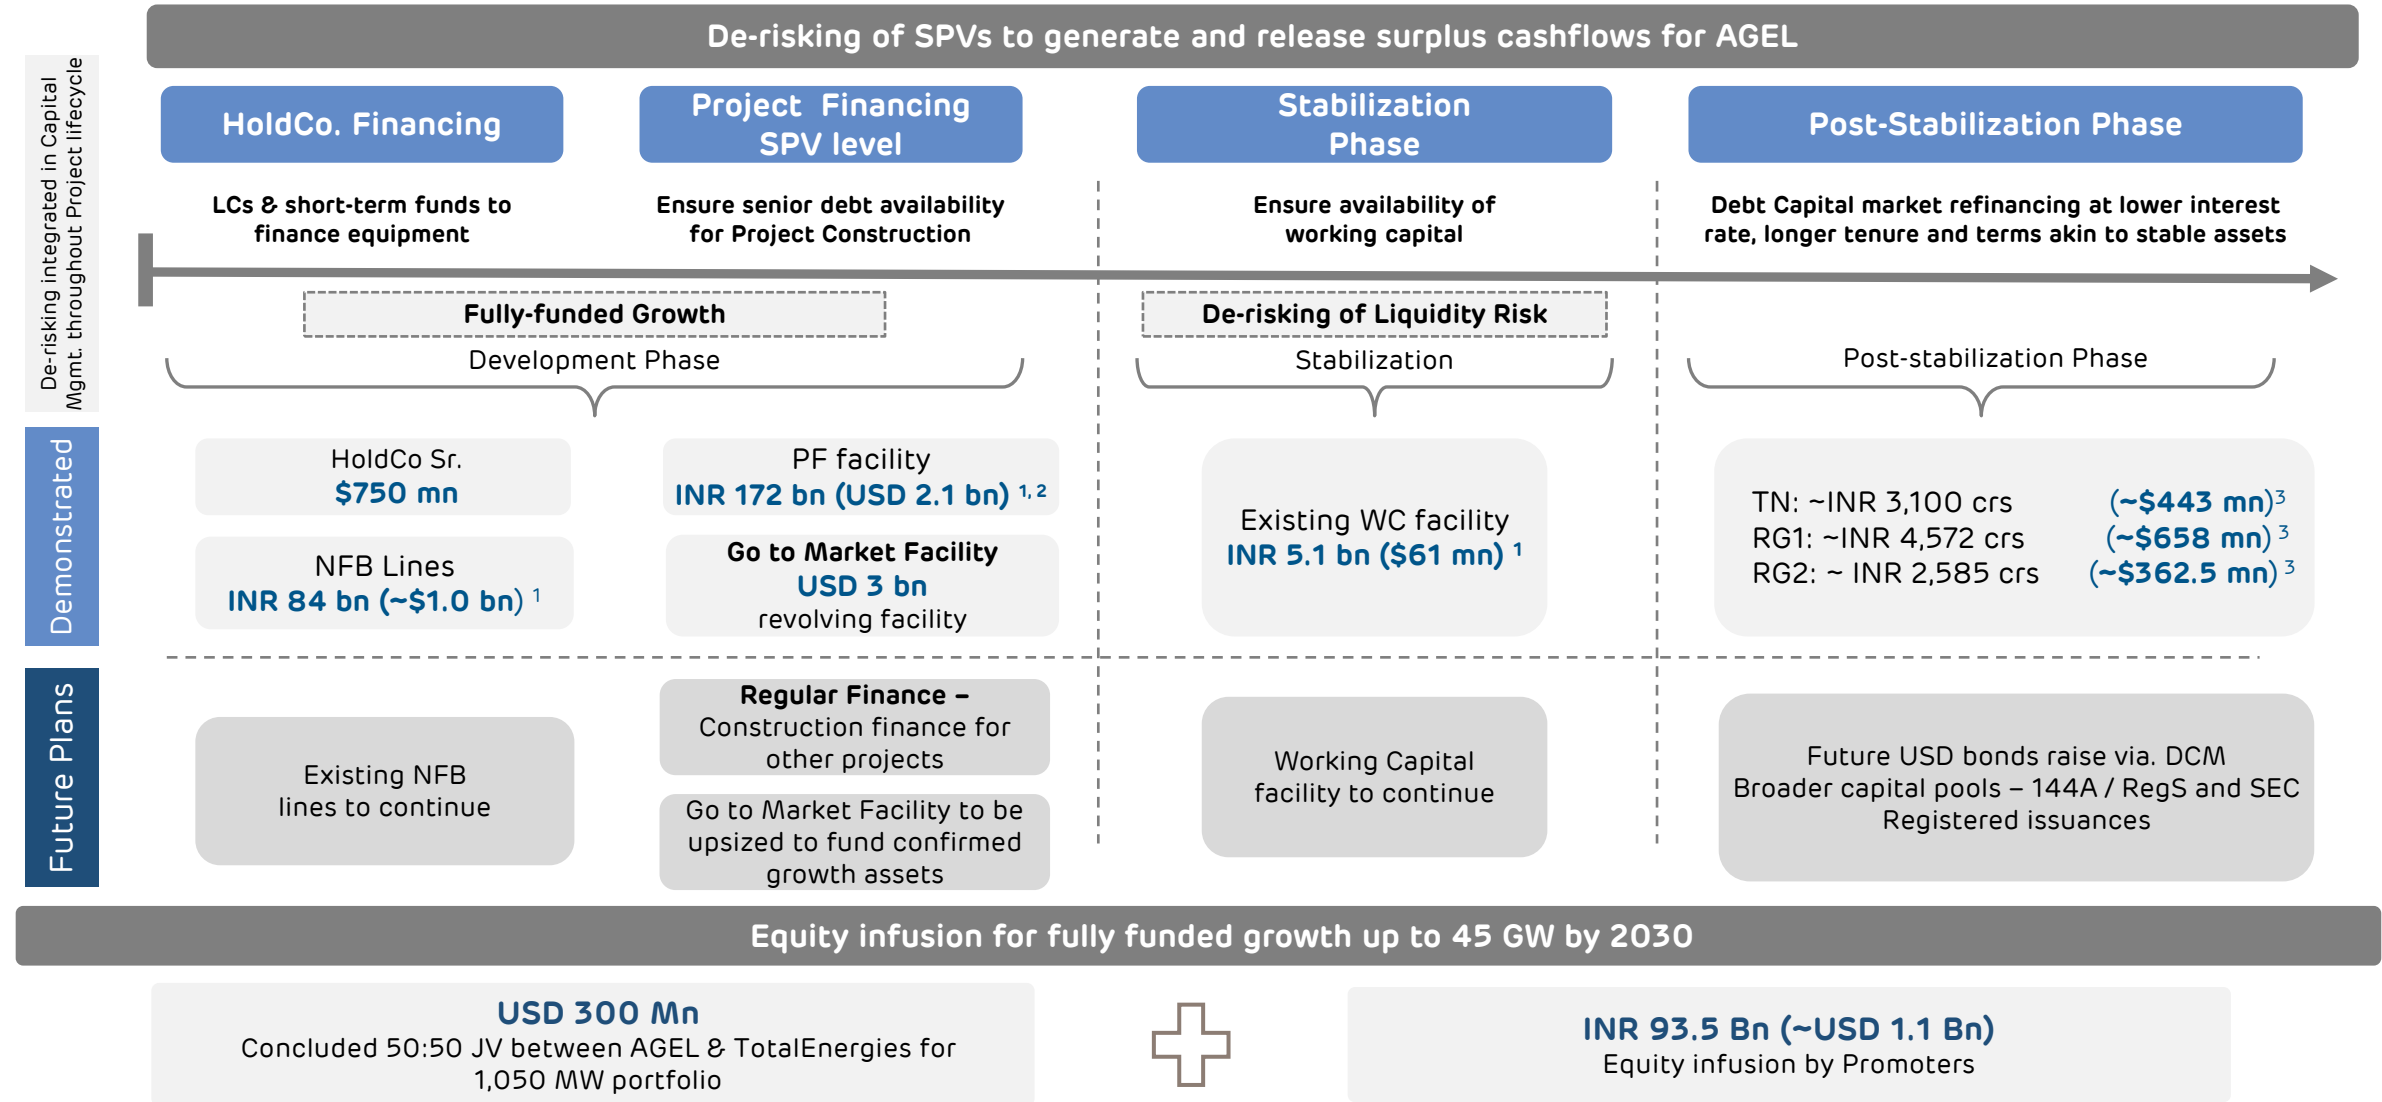 De-risking of SPVs to generate and release surplus cashflows for AGEL
De-risking integrated in Capital
Mgmt. throughout Project lifecycle
HoldCo. Financing
Project Financing
SPV level
Stabilization
Phase
Post-Stabilization Phase
LCs & short-term funds to
finance equipment
Ensure senior debt availability
for Project Construction
Ensure availability of
working capital
Debt Capital market refinancing at lower interest
rate, longer tenure and terms akin to stable assets
Fully-funded Growth
De-risking of Liquidity Risk
Development Phase
Stabilization
Post-stabilization Phase
Demonstrated
HoldCo Sr.
$750 mn
NFB Lines
INR 84 bn (~$1.0 bn) 1
PF facility
INR 172 bn (USD 2.1 bn) 1, 2
Go to Market Facility
USD 3 bn
revolving facility
Existing WC facility
INR 5.1 bn ($61 mn) 1
TN: ~INR 3,100 crs (~$443 mn)3
RG1: ~INR 4,572 crs (~$658 mn) 3
RG2: ~ INR 2,585 crs (~$362.5 mn) 3
Future Plans
Existing NFB
lines to continue
Regular Finance –
Construction finance for
other projects
Go to Market Facility to be
upsized to fund confirmed
growth assets
Working Capital
facility to continue
Future USD bonds raise via. DCM
Broader capital pools – 144A / RegS and SEC
Registered issuances
Equity infusion for fully funded growth up to 45 GW by 2030
USD 300 Mn
Concluded 50:50 JV between AGEL & TotalEnergies for
1,050 MW portfolio
INR 93.5 Bn (~USD 1.1 Bn)
Equity infusion by Promoters